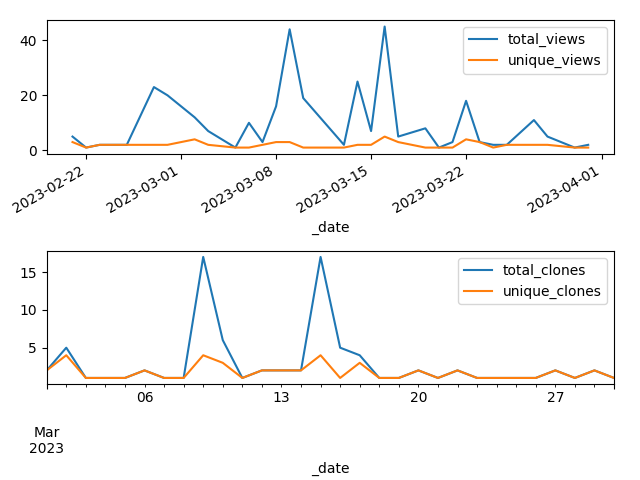 40
20
0
total_views
unique_views
2023-02-22
2023-03-01
2023-03-08
2023-03-15
2023-03-22
2023-04-01
_date
15
10
5
total_clones
unique_clones
06
13
20
27
Mar
2023
_date